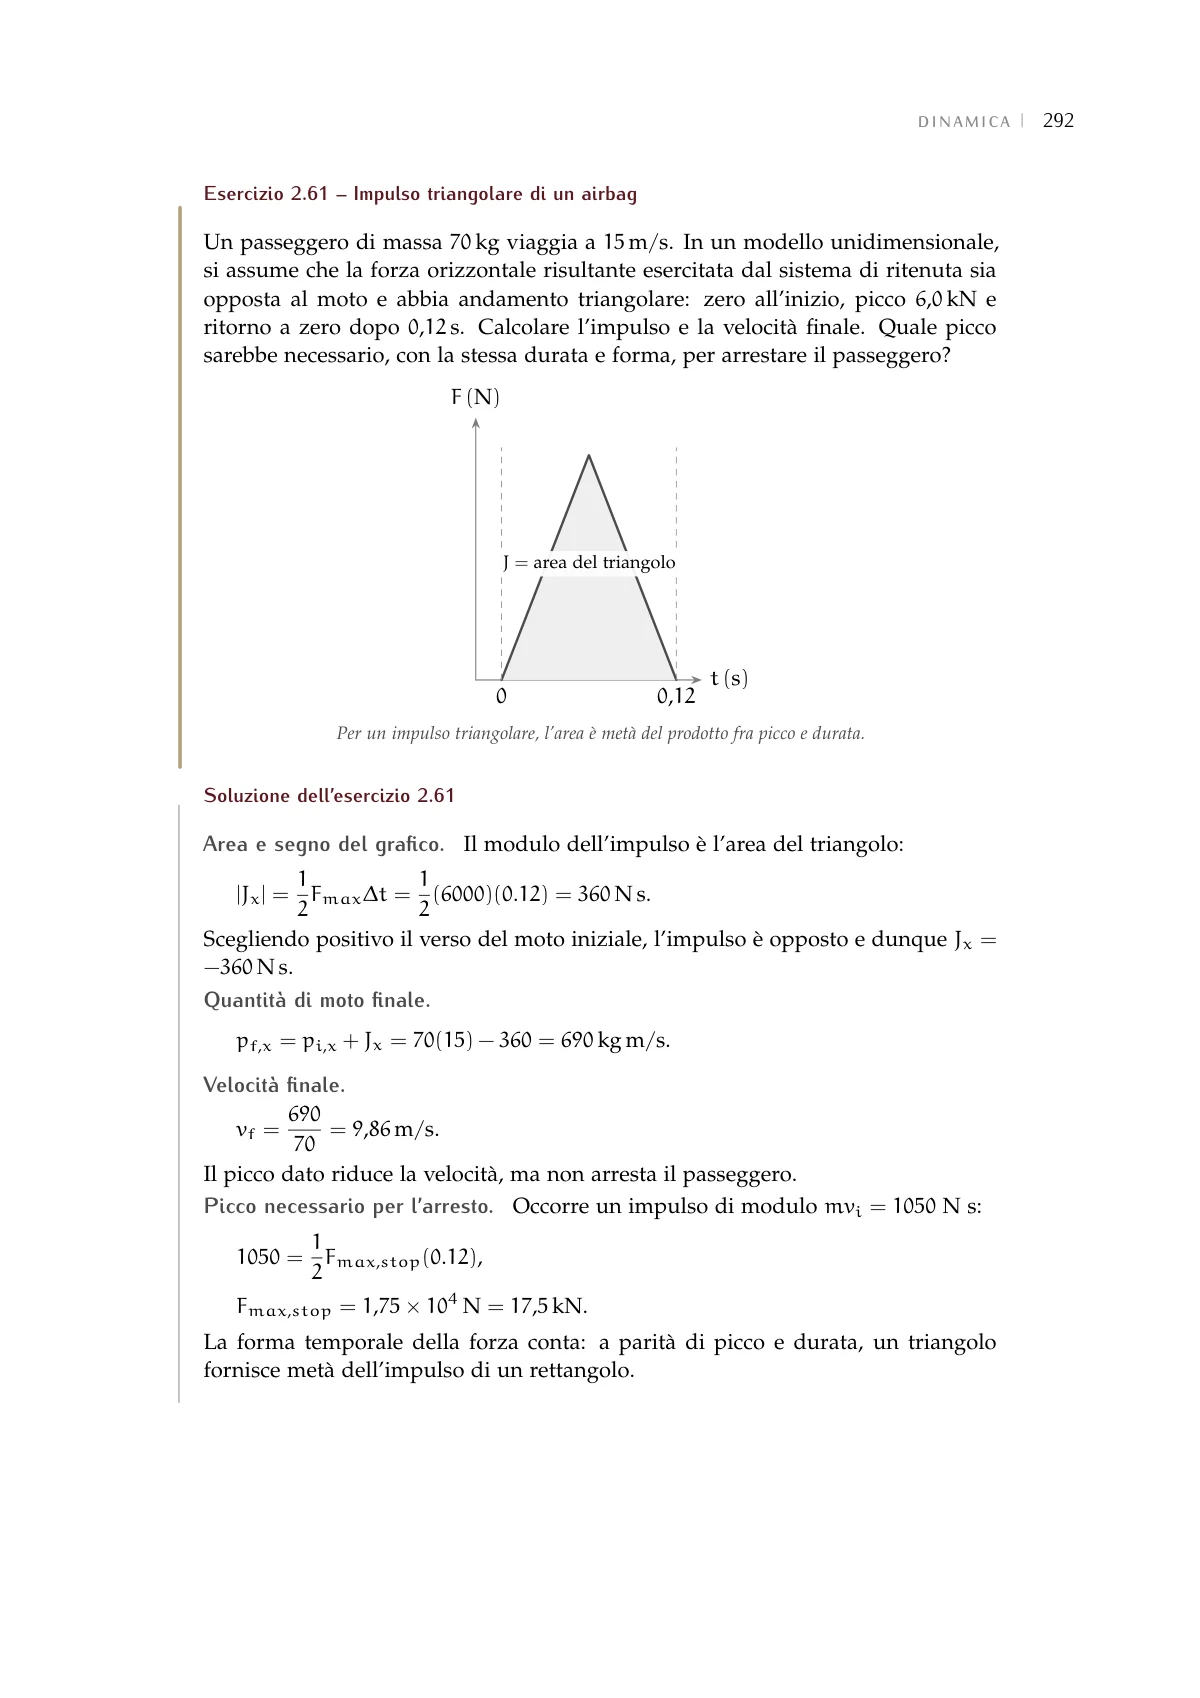 DINAMICA | 292
Esercizio 2.61 – Impulso triangolare di un airbag
Un passeggero di massa 70 kg viaggia a 15 m/s. In un modello unidimensionale,
si assume che la forza orizzontale risultante esercitata dal sistema di ritenuta sia
opposta al moto e abbia andamento triangolare: zero all'inizio, picco 6,0 kN e
ritorno a zero dopo 0,12 s. Calcolare l'impulso e la velocità finale. Quale picco
sarebbe necessario, con la stessa durata e forma, per arrestare il passeggero?
F (N)
J = area del triangolo
t (s)
0 0,12
Per un impulso triangolare, l'area è metà del prodotto fra picco e durata.
Soluzione dell'esercizio 2.61
Area e segno del grafico. Il modulo dell'impulso è l'area del triangolo:
|Jₓ| = 1/2 F_max Δt = 1/2 (6000)(0.12) = 360 N s.
Scegliendo positivo il verso del moto iniziale, l'impulso è opposto e dunque Jₓ =
−360 N s.
Quantità di moto finale.
p_f,x = p_i,x + Jₓ = 70(15) − 360 = 690 kg m/s.
Velocità finale.
v_f = 690/70 = 9,86 m/s.
Il picco dato riduce la velocità, ma non arresta il passeggero.
Picco necessario per l'arresto. Occorre un impulso di modulo mv_i = 1050 N s:
1050 = 1/2 F_max,stop (0.12),
F_max,stop = 1,75 × 10⁴ N = 17,5 kN.
La forma temporale della forza conta: a parità di picco e durata, un triangolo
fornisce metà dell'impulso di un rettangolo.